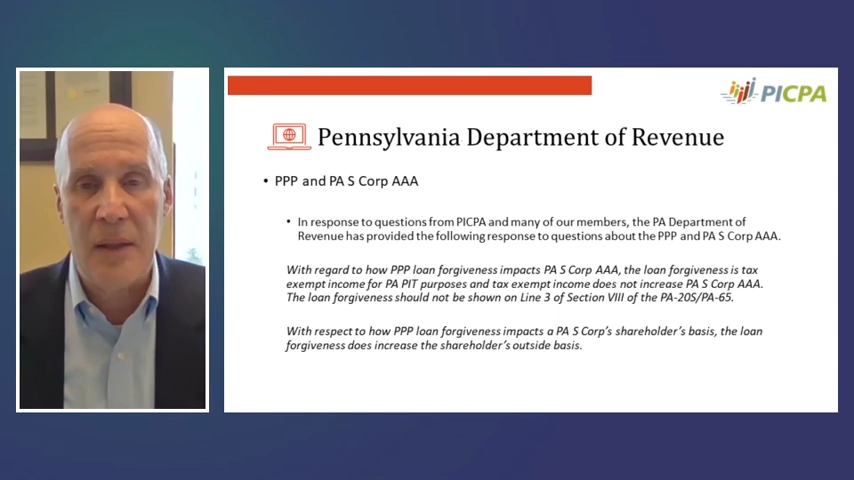 PICPA
Pennsylvania Department of Revenue
• PPP and PA S Corp AAA
• In response to questions from PICPA and many of our members, the PA Department of
Revenue has provided the following response to questions about the PPP and PA S Corp AAA.
With regard to how PPP loan forgiveness impacts PA S Corp AAA, the loan forgiveness is tax
exempt income for PA PIT purposes and tax exempt income does not increase PA S Corp AAA.
The loan forgiveness should not be shown on Line 3 of Section VIII of the PA-20S/PA-65.
With respect to how PPP loan forgiveness impacts a PA S Corp's shareholder's basis, the loan
forgiveness does increase the shareholder's outside basis.